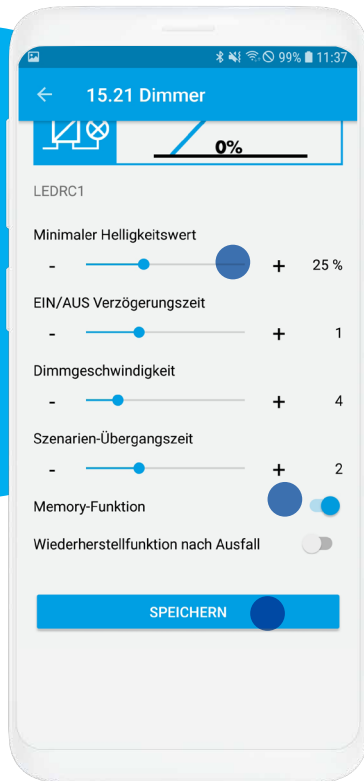 99% 11:37
15.21 Dimmer
0%
LEDRC1
Minimaler Helligkeitswert
- + 25 %
EIN/AUS Verzögerungszeit
- + 1
Dimmgeschwindigkeit
- + 4
Szenarien-Übergangszeit
- + 2
Memory-Funktion
Wiederherstellfunktion nach Ausfall
SPEICHERN